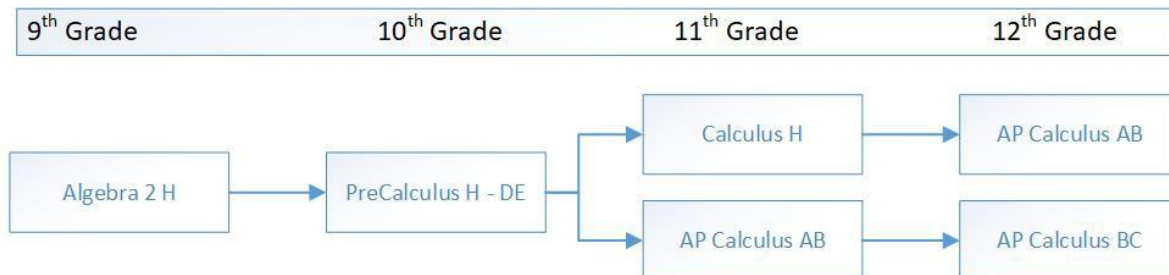 9th Grade 10th Grade 11th Grade 12th Grade
Calculus H AP Calculus AB
Algebra 2 H PreCalculus H - DE
AP Calculus AB AP Calculus BC